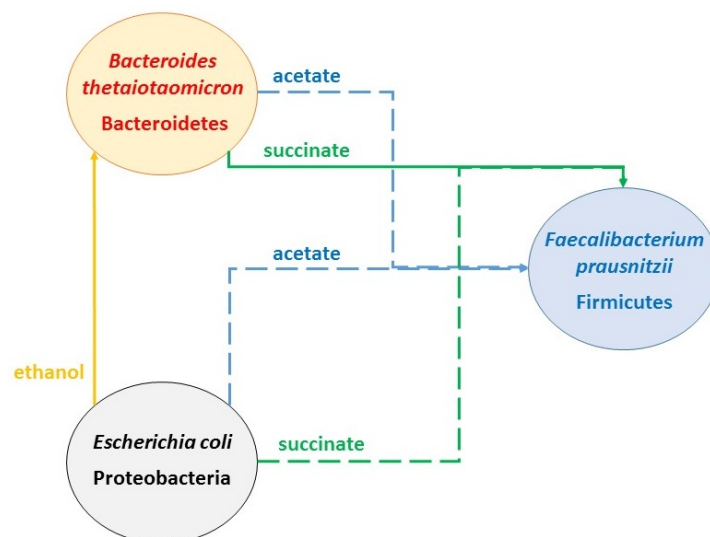 Bacteroides
thetaiotaomicron
Bacteroidetes
acetate
succinate
Faecalibacterium
prausnitzii
Firmicutes
acetate
ethanol
Escherichia coli
Proteobacteria
succinate